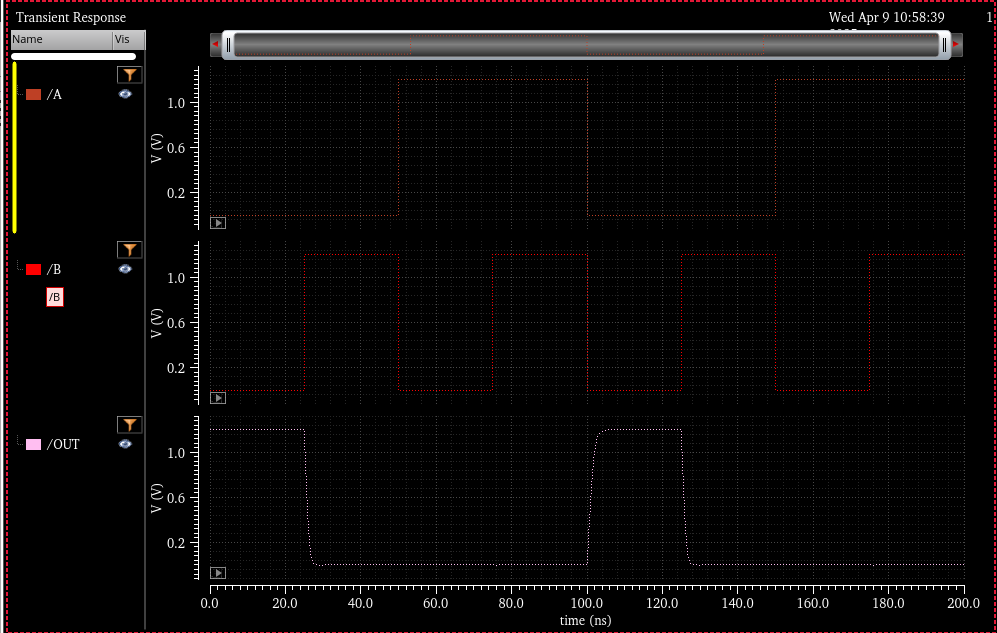 Transient Response
Wed Apr 9 10:58:39
1
Name
Vis
/A
V (V)
1.0
0.6
0.2
/B
/B
V (V)
1.0
0.6
0.2
/OUT
V (V)
1.0
0.6
0.2
0.0 20.0 40.0 60.0 80.0 100.0 120.0 140.0 160.0 180.0 200.0
time (ns)